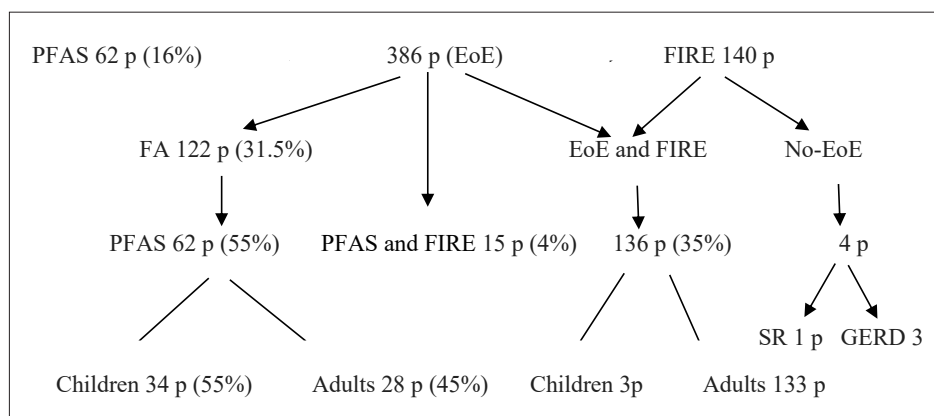 PFAS 62 p (16%) 386 p (EoE) FIRE 140 p
FA 122 p (31.5%) EoE and FIRE No-EoE
PFAS 62 p (55%) PFAS and FIRE 15 p (4%) 136 p (35%) 4 p
SR 1 p GERD 3
Children 34 p (55%) Adults 28 p (45%) Children 3p Adults 133 p